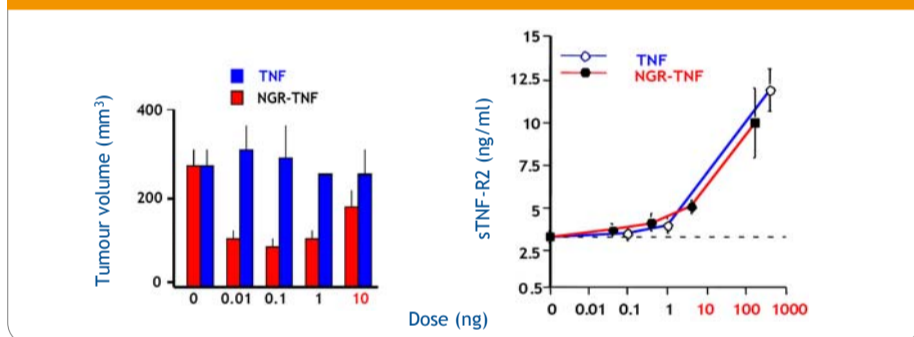 TNF
NGR-TNF
Tumour volume (mm³)
400
200
0
0 0.01 0.1 1 10
Dose (ng)
TNF
NGR-TNF
sTNF-R2 (ng/ml)
15
12.5
10
7.5
5
2.5
0.5
0 0.01 0.1 1 10 100 1000